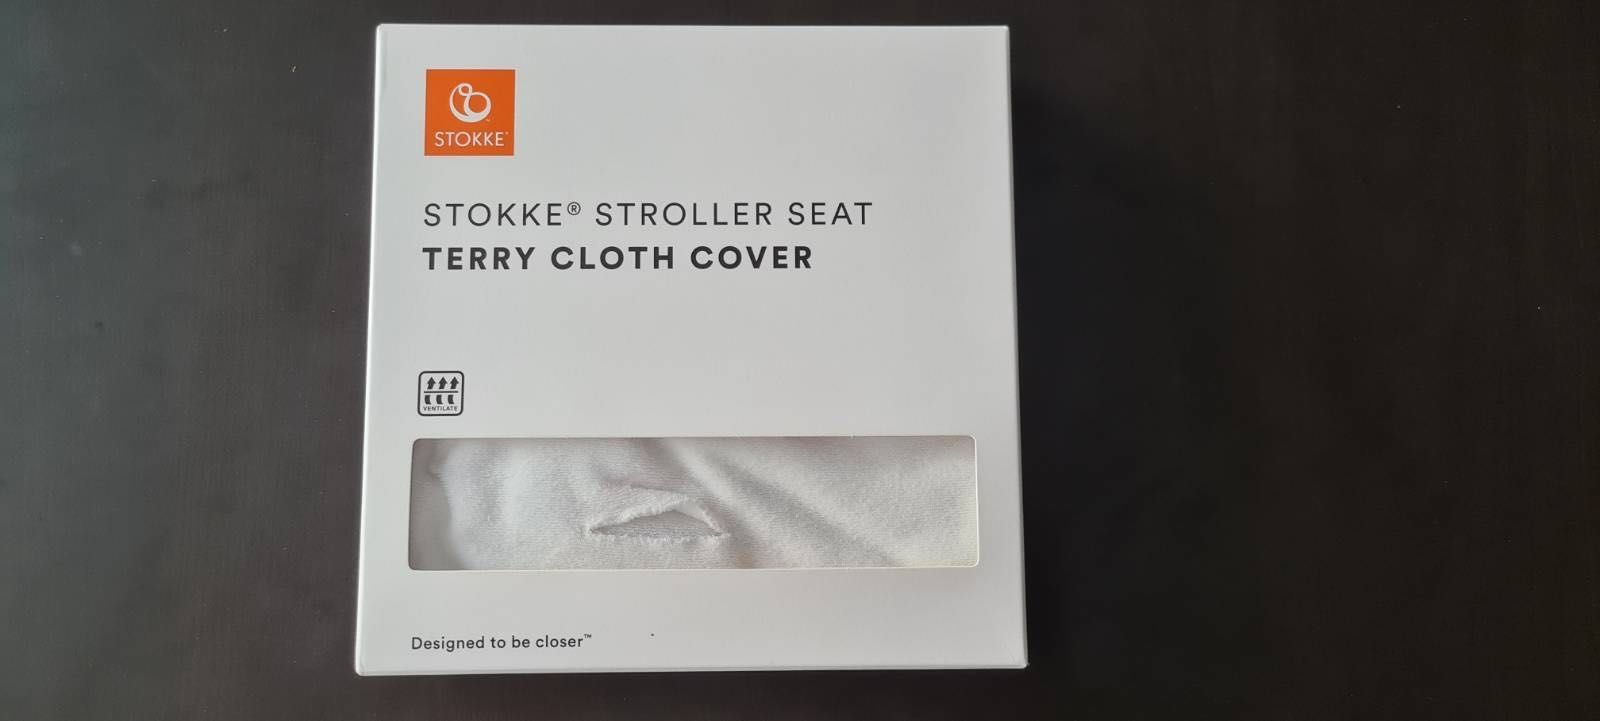 STOKKE
STOKKE® STROLLER SEAT
TERRY CLOTH COVER
VENTILATE
Designed to be closer™